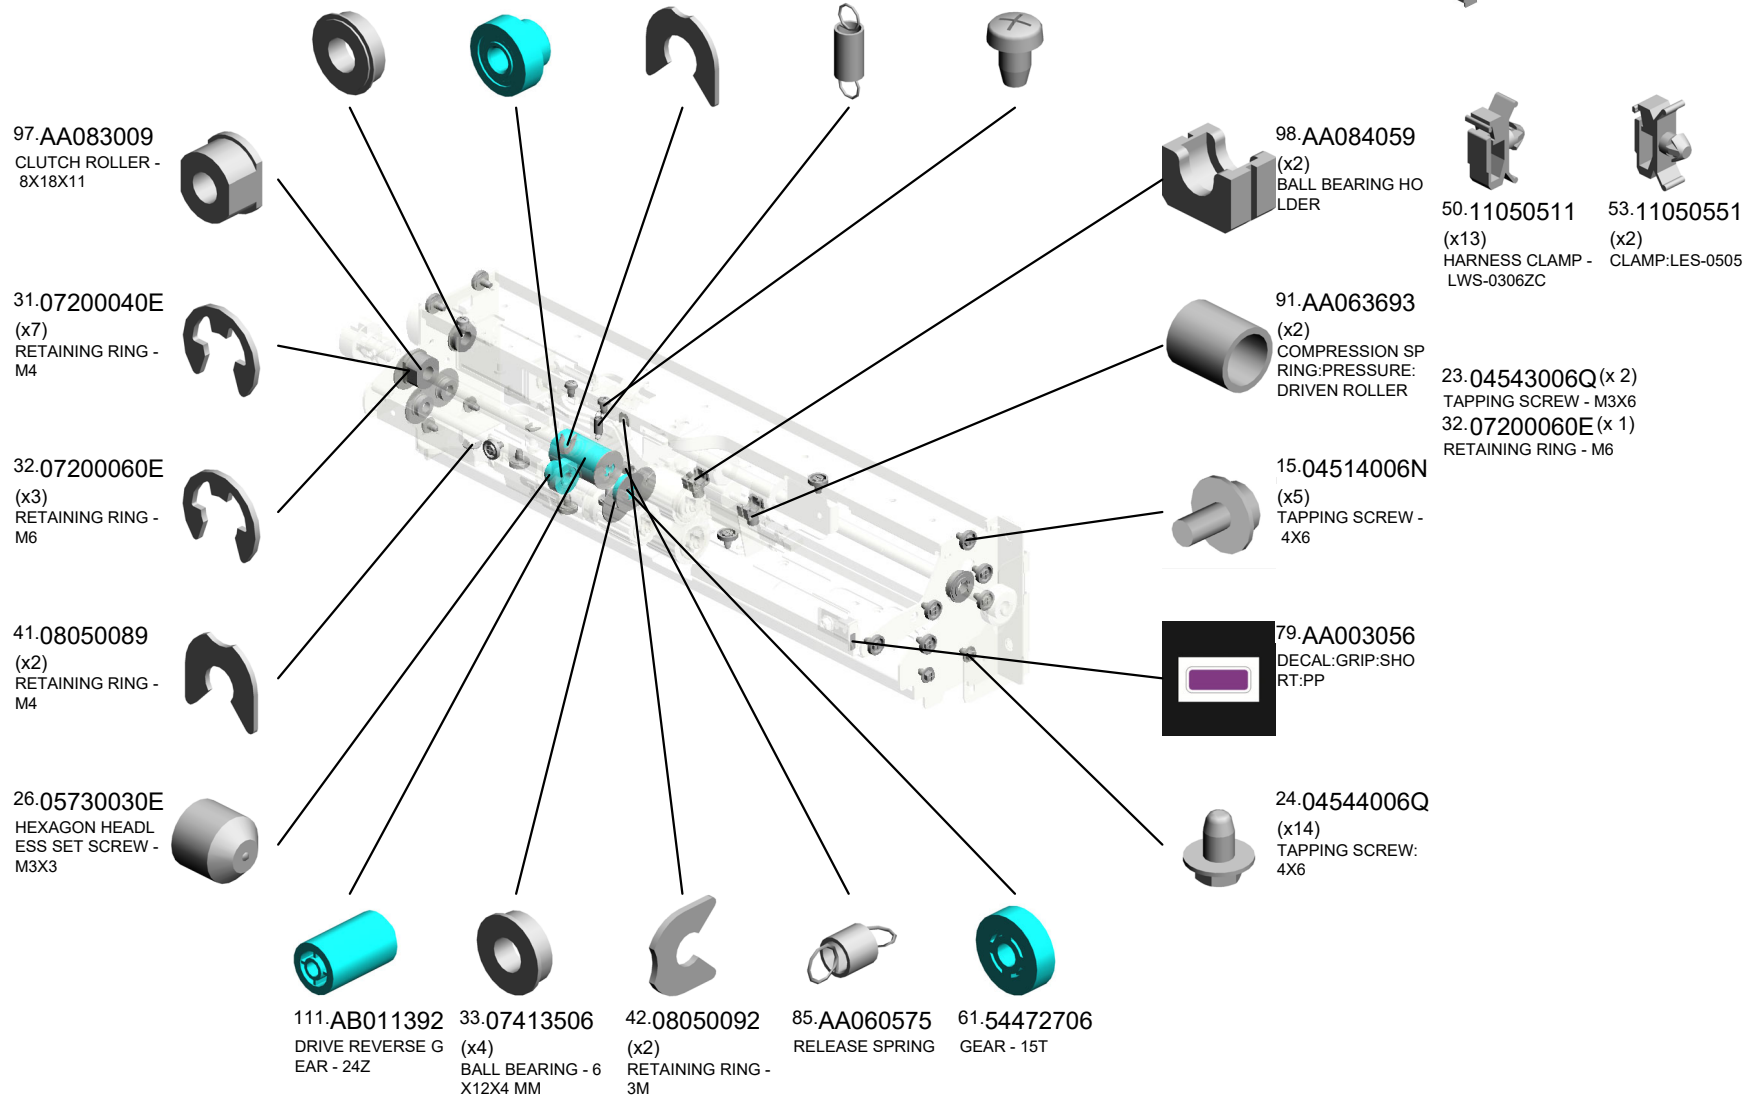 97.AA083009
CLUTCH ROLLER -
8X18X11
31.07200040E
(x7)
RETAINING RING -
M4
32.07200060E
(x3)
RETAINING RING -
M6
41.08050089
(x2)
RETAINING RING -
M4
26.05730030E
HEXAGON HEADL
ESS SET SCREW -
M3X3
111.AB011392
DRIVE REVERSE G
EAR - 24Z
33.07413506
(x4)
BALL BEARING - 6
X12X4 MM
42.08050092
(x2)
RETAINING RING -
3M
85.AA060575
RELEASE SPRING
61.54472706
GEAR - 15T
98.AA084059
(x2)
BALL BEARING HO
LDER
91.AA063693
(x2)
COMPRESSION SP
RING:PRESSURE:
DRIVEN ROLLER
15.04514006N
(x5)
TAPPING SCREW -
4X6
79.AA003056
DECAL:GRIP:SHO
RT:PP
24.04544006Q
(x14)
TAPPING SCREW:
4X6
50.11050511
(x13)
HARNESS CLAMP -
LWS-0306ZC
53.11050551
(x2)
CLAMP:LES-0505
23.04543006Q(x 2)
TAPPING SCREW - M3X6
32.07200060E(x 1)
RETAINING RING - M6